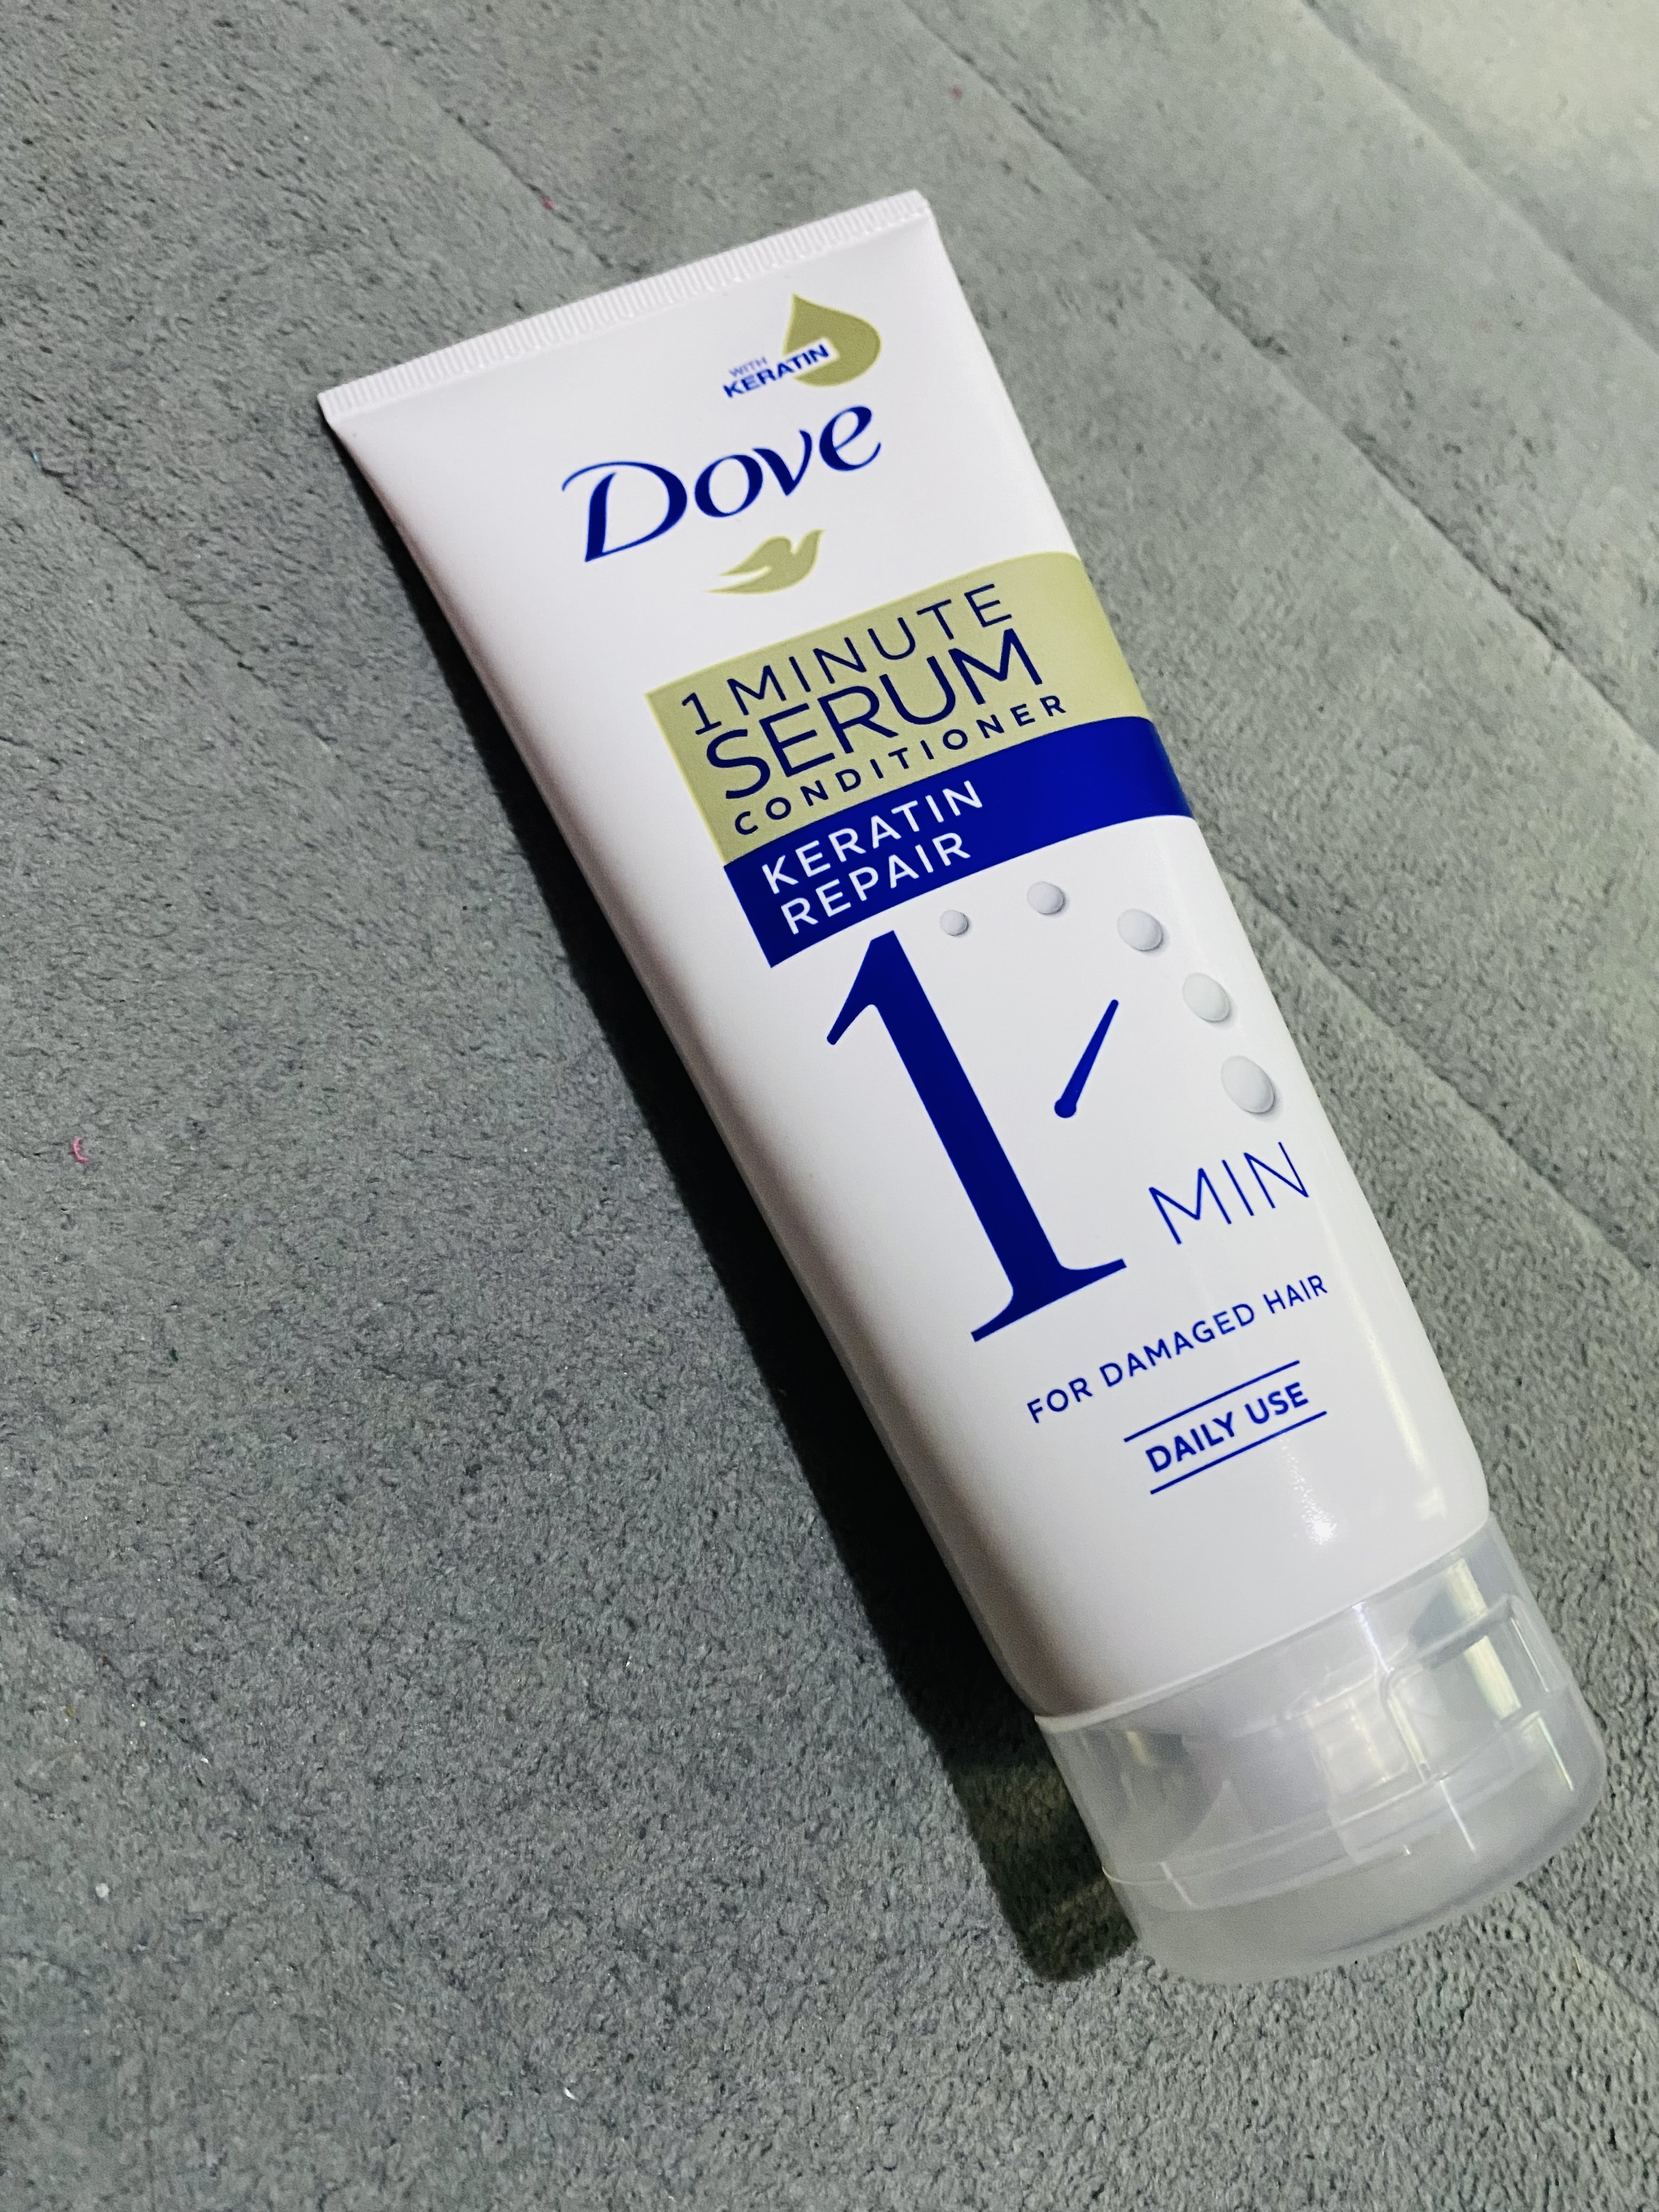 WITH
KERATIN
Dove
1 MINUTE
SERUM
CONDITIONER
KERATIN
REPAIR
1 MIN
FOR DAMAGED HAIR
DAILY USE